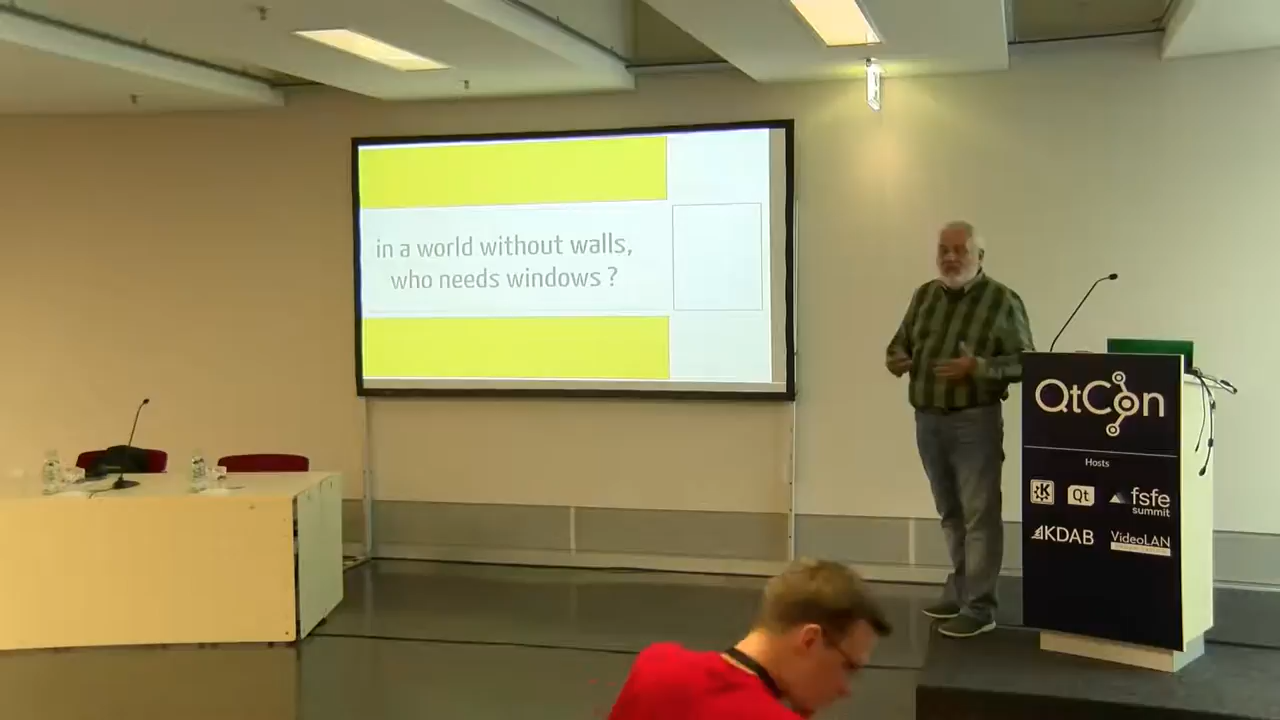 in a world without walls,
who needs windows ?
QtCon
Hosts
K
Qt
fsfe
summit
KDAB
VideoLAN